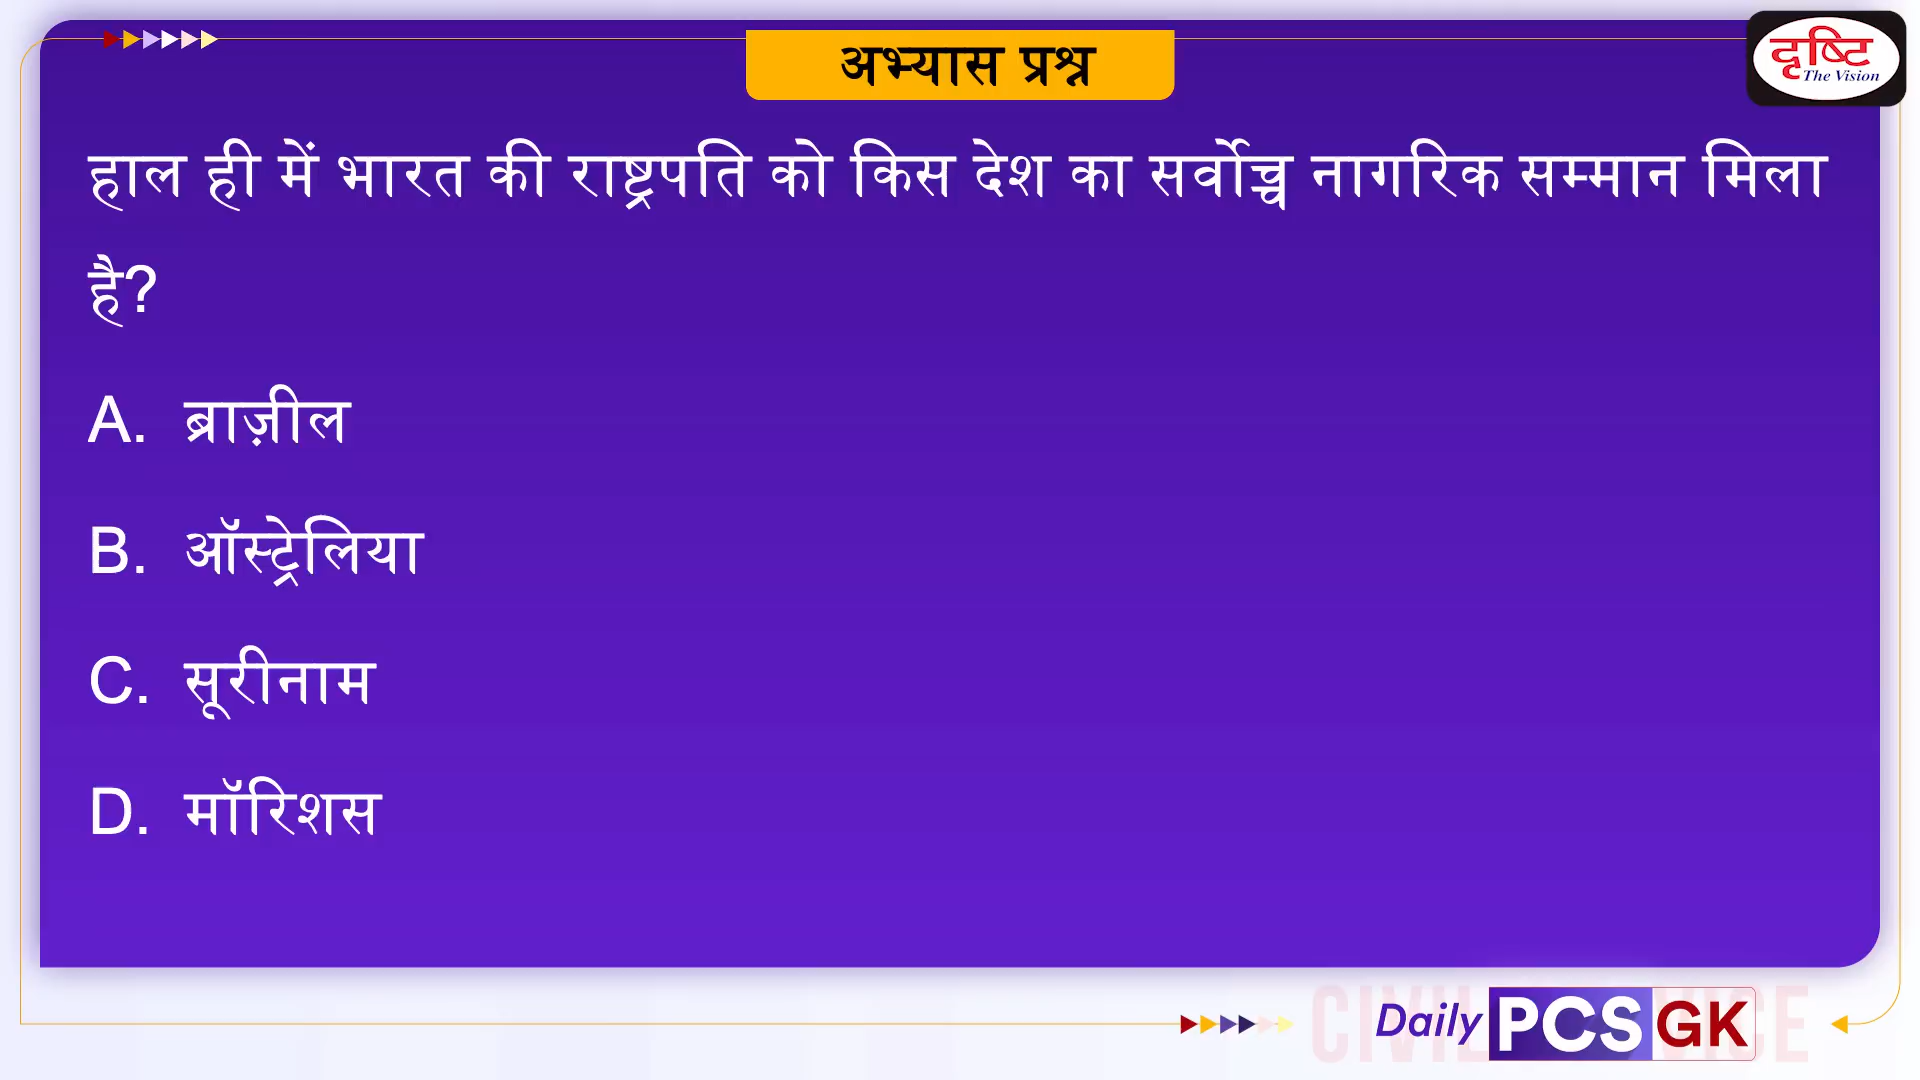 अभ्यास प्रश्न
दृष्टि
The Vision
हाल ही में भारत की राष्ट्रपति को किस देश का सर्वोच्च नागरिक सम्मान मिला
है?
A. ब्राज़ील
B. ऑस्ट्रेलिया
C. सूरीनाम
D. मॉरिशस
Daily PCS GK